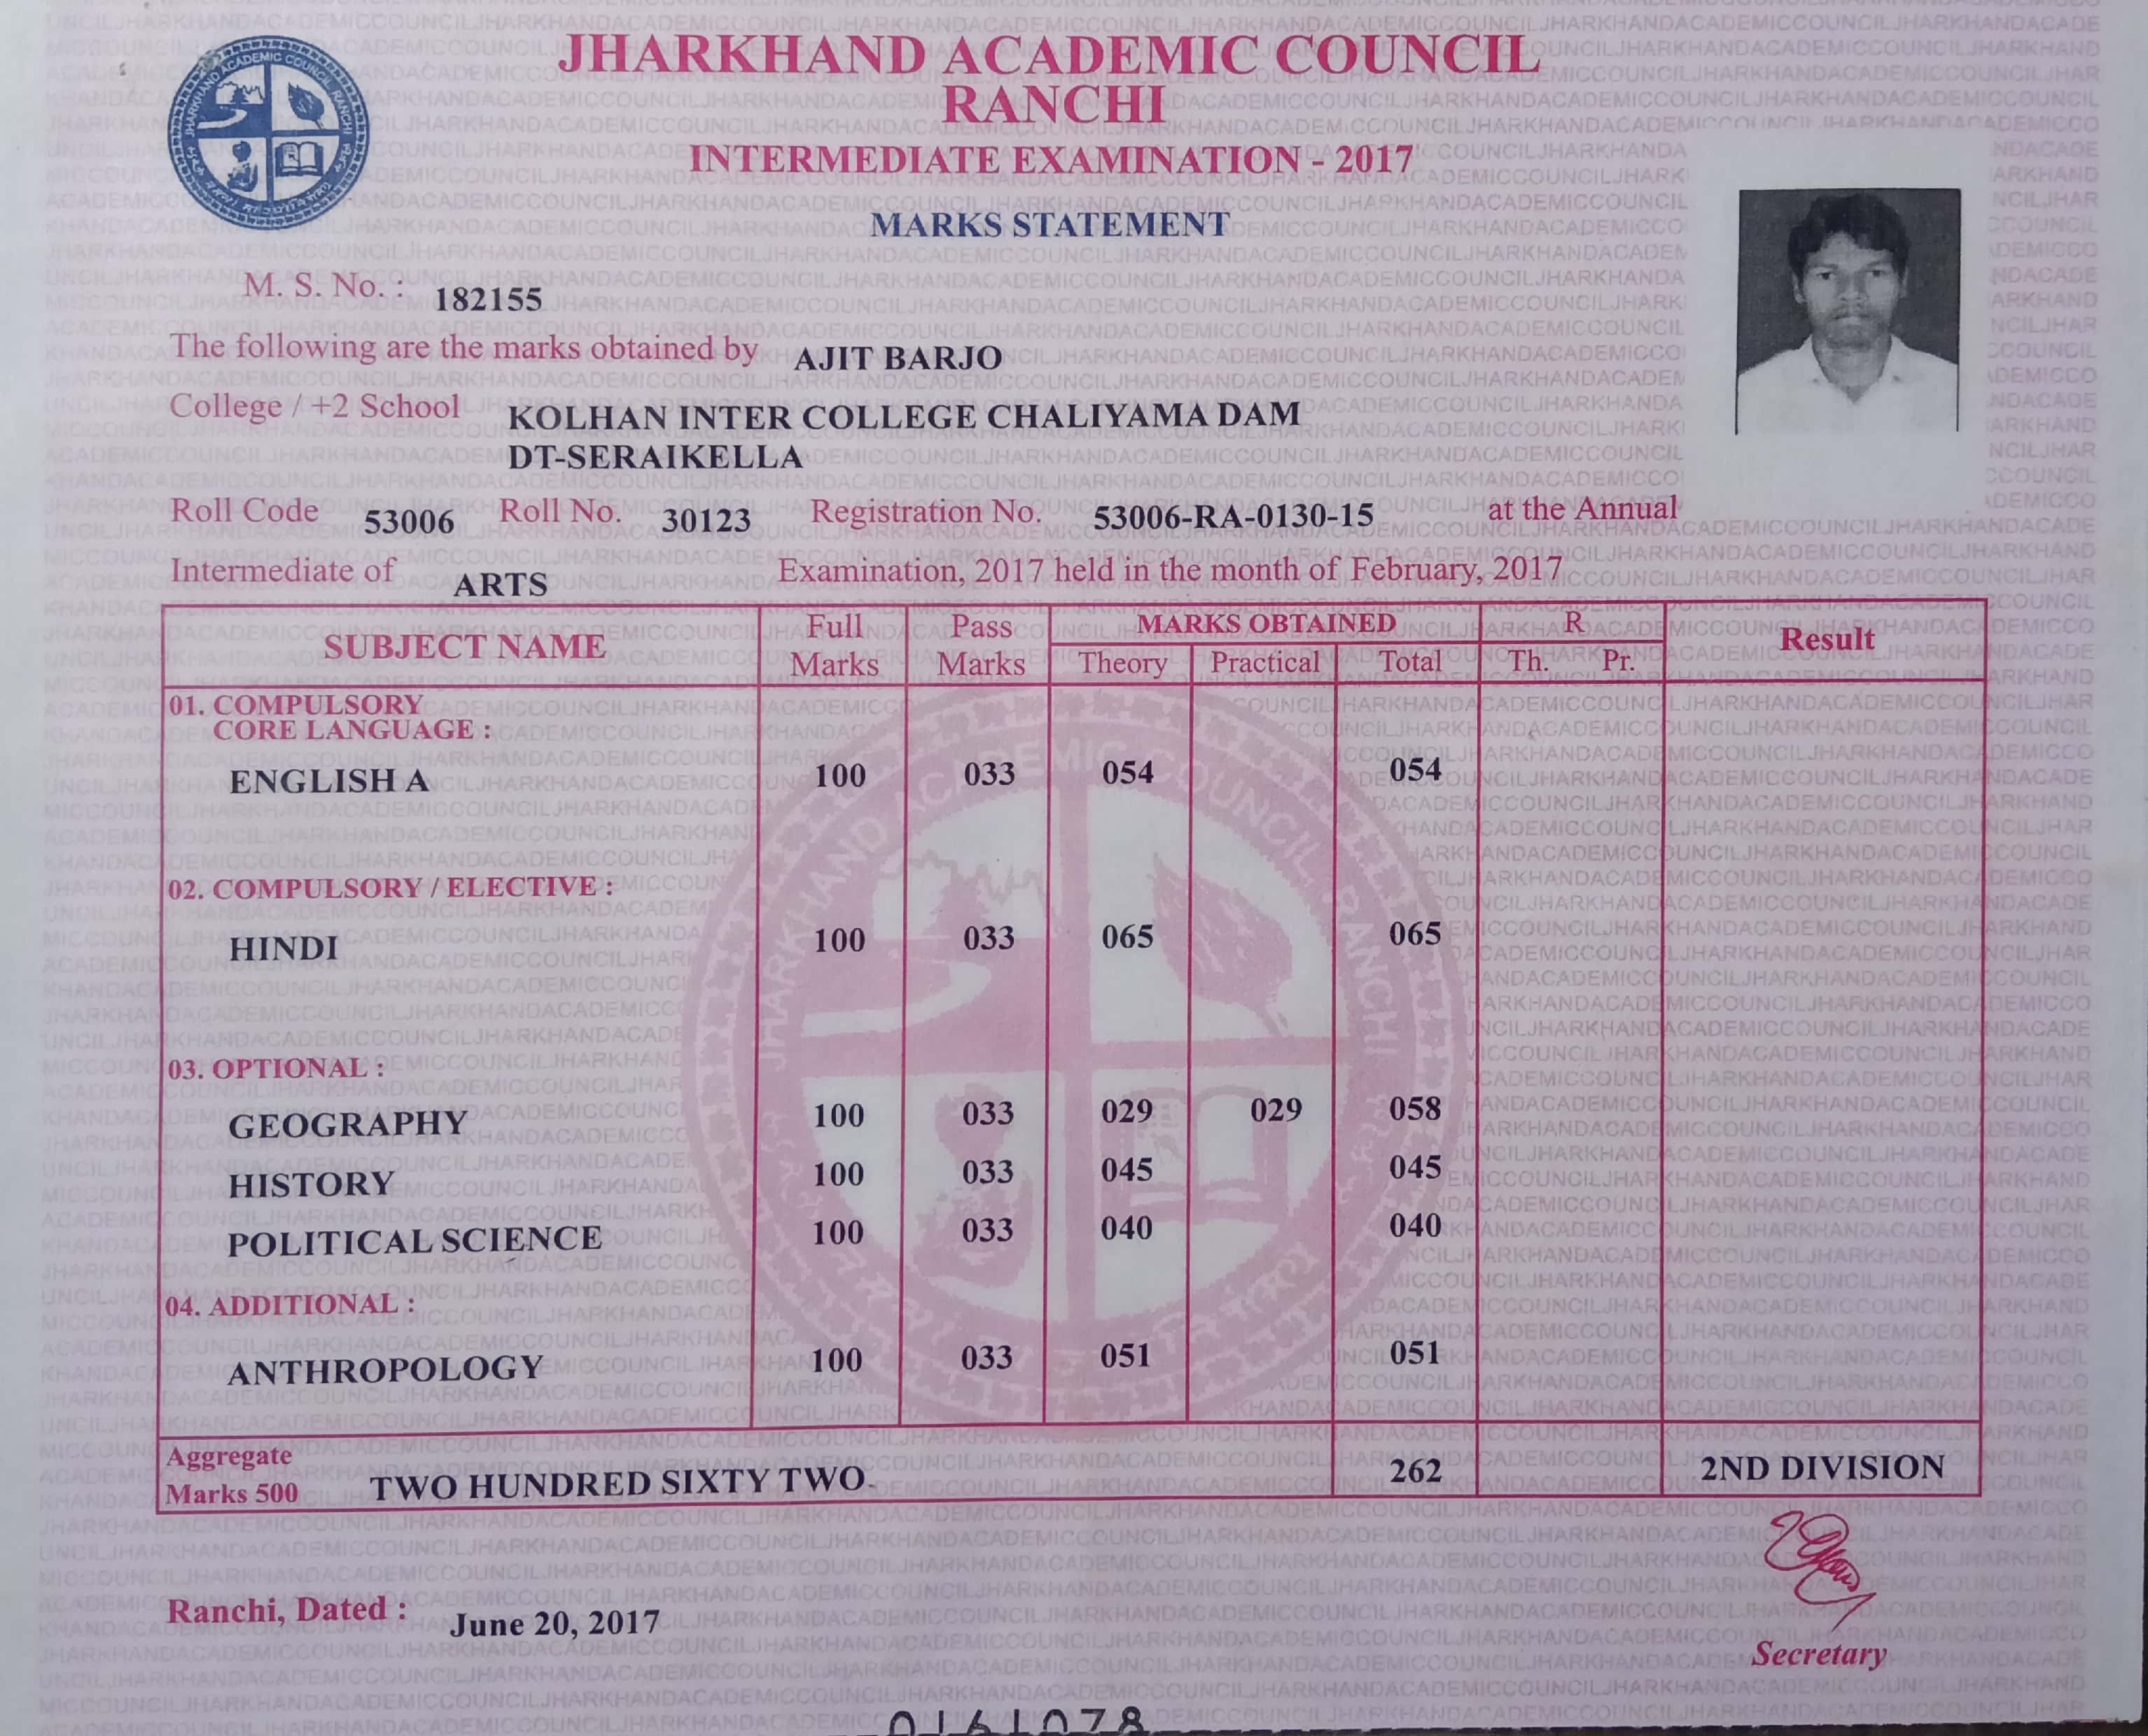 JHARKHAND ACADEMIC COUNCIL
RANCHI
INTERMEDIATE EXAMINATION - 2017
MARKS STATEMENT
M. S. No. : 182155
The following are the marks obtained by AJIT BARJO
College / +2 School KOLHAN INTER COLLEGE CHALIYAMA DAM
DT-SERAIKELLA
Roll Code 53006 Roll No. 30123 Registration No. 53006-RA-0130-15 at the Annual
Intermediate of ARTS Examination, 2017 held in the month of February, 2017
SUBJECT NAME Full Marks Pass Marks MARKS OBTAINED R Result
Theory Practical Total Th. Pr.
01. COMPULSORY
CORE LANGUAGE :
ENGLISH A 100 033 054 054
02. COMPULSORY / ELECTIVE :
HINDI 100 033 065 065
03. OPTIONAL :
GEOGRAPHY 100 033 029 029 058
HISTORY 100 033 045 045
POLITICAL SCIENCE 100 033 040 040
04. ADDITIONAL :
ANTHROPOLOGY 100 033 051 051
Aggregate
Marks 500 TWO HUNDRED SIXTY TWO 262 2ND DIVISION
Ranchi, Dated : June 20, 2017
Secretary